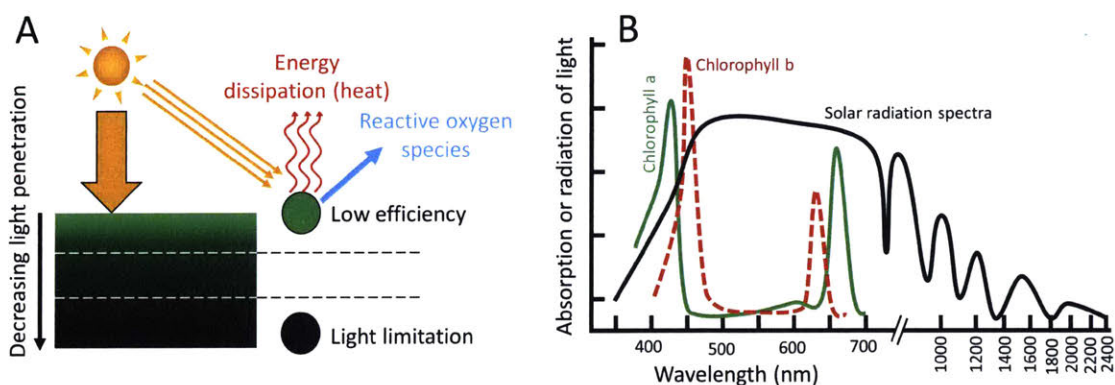 A
Energy
dissipation (heat)
Reactive oxygen
species
Low efficiency
Light limitation
Decreasing light penetration
B
Absorption or radiation of light
Chlorophyll a
Chlorophyll b
Solar radiation spectra
400
500
600
700
1000
1200
1400
1600
1800
2000
2200
2400
Wavelength (nm)